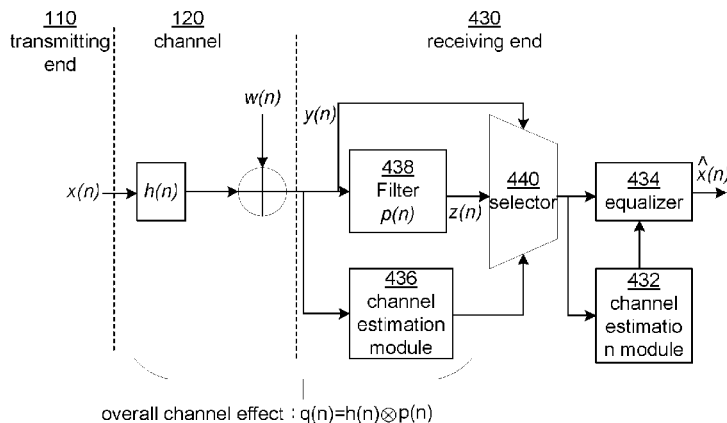 110
transmitting
end
120
channel
430
receiving end
w(n)
y(n)
x(n)
h(n)
438
Filter
p(n)
z(n)
440
selector
434
equalizer
x̂(n)
436
channel
estimation
module
432
channel
estimatio
n module
overall channel effect : q(n)=h(n)⊗p(n)